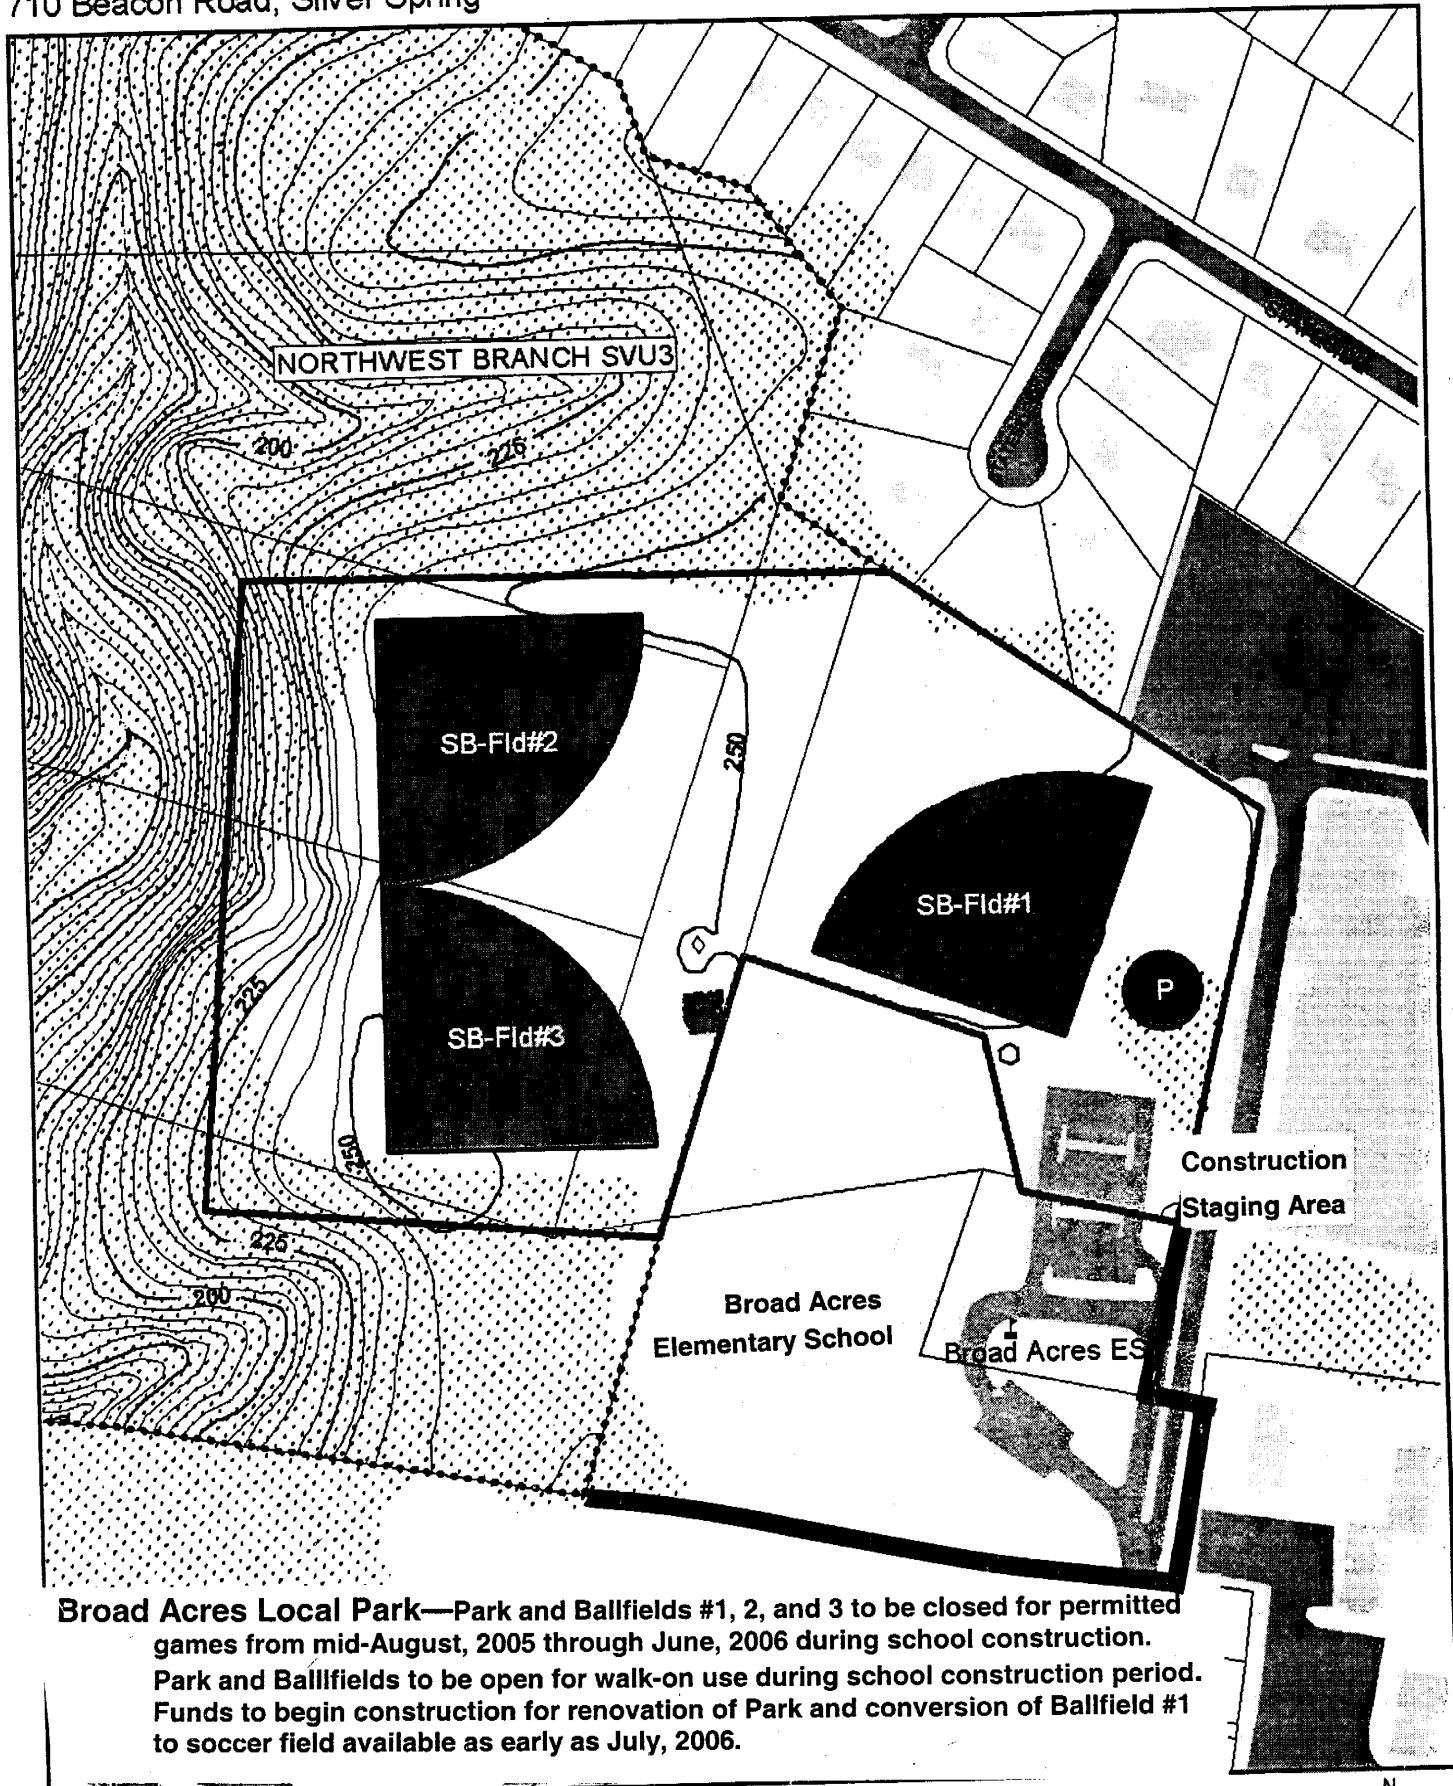 710 Beacon Road, Silver Spring
NORTHWEST BRANCH SVU3
200
225
SB-Fld#2
250
SB-Fld#1
225
P
SB-Fld#3
250
Construction
Staging Area
225
200
Broad Acres
Elementary School
Broad Acres ES
Broad Acres Local Park—Park and Ballfields #1, 2, and 3 to be closed for permitted
games from mid-August, 2005 through June, 2006 during school construction.
Park and Balllfields to be open for walk-on use during school construction period.
Funds to begin construction for renovation of Park and conversion of Ballfield #1
to soccer field available as early as July, 2006.
N